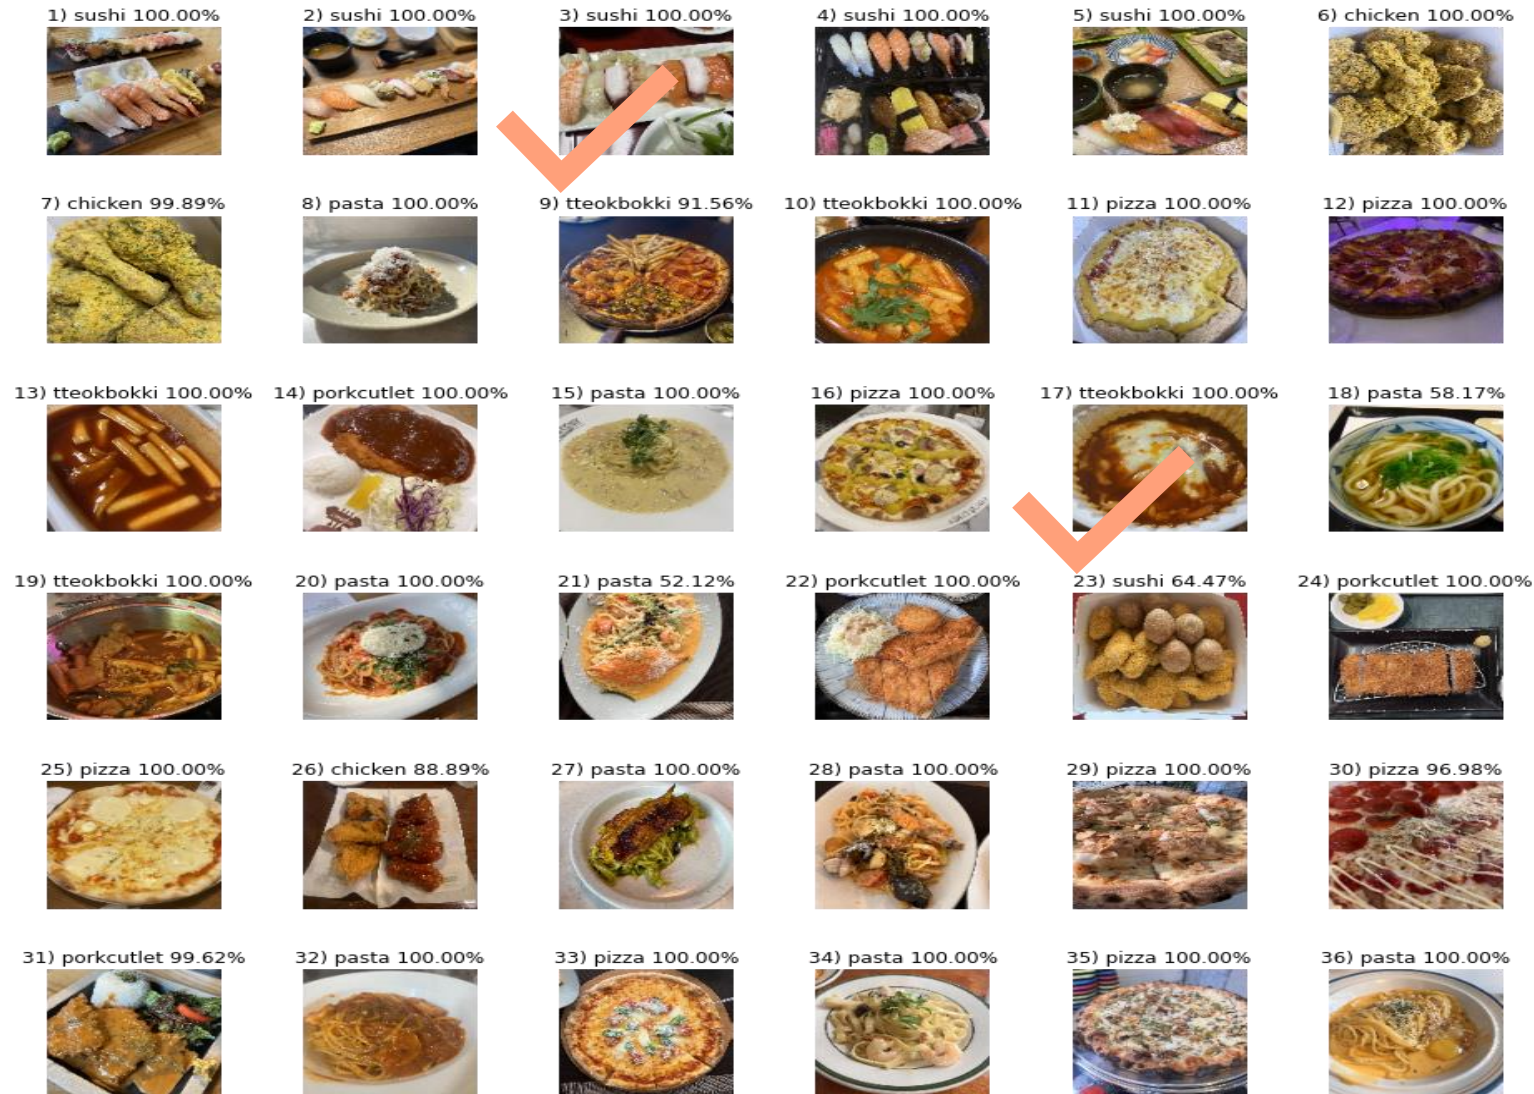 1) sushi 100.00%
2) sushi 100.00%
3) sushi 100.00%
4) sushi 100.00%
5) sushi 100.00%
6) chicken 100.00%
7) chicken 99.89%
8) pasta 100.00%
9) tteokbokki 91.56%
10) tteokbokki 100.00%
11) pizza 100.00%
12) pizza 100.00%
13) tteokbokki 100.00%
14) porkcutlet 100.00%
15) pasta 100.00%
16) pizza 100.00%
17) tteokbokki 100.00%
18) pasta 58.17%
19) tteokbokki 100.00%
20) pasta 100.00%
21) pasta 52.12%
22) porkcutlet 100.00%
23) sushi 64.47%
24) porkcutlet 100.00%
25) pizza 100.00%
26) chicken 88.89%
27) pasta 100.00%
28) pasta 100.00%
29) pizza 100.00%
30) pizza 96.98%
31) porkcutlet 99.62%
32) pasta 100.00%
33) pizza 100.00%
34) pasta 100.00%
35) pizza 100.00%
36) pasta 100.00%